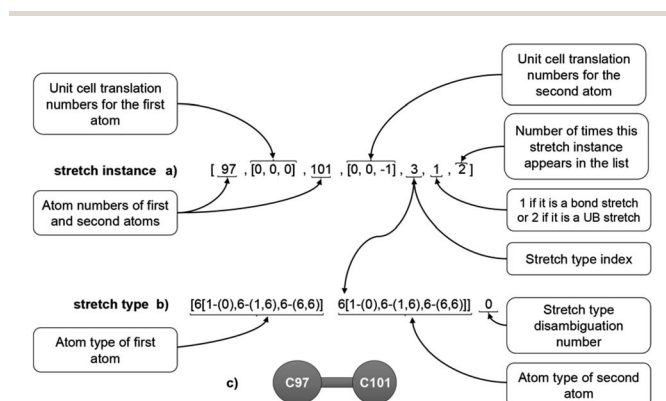 Unit cell translation
numbers for the first
atom
Unit cell translation
numbers for the
second atom
Number of times this
stretch instance
appears in the list
stretch instance a) [ 97 ,[0, 0, 0] ,101 ,[0, 0, -1], 3, 1, 2 ]
Atom numbers of first
and second atoms
1 if it is a bond stretch
or 2 if it is a UB stretch
Stretch type index
stretch type b) [6[1-(0),6-(1,6),6-(6,6)] 6[1-(0),6-(1,6),6-(6,6)]] 0
Atom type of first
atom
Stretch type
disambiguation
number
c) C97 C101
Atom type of second
atom